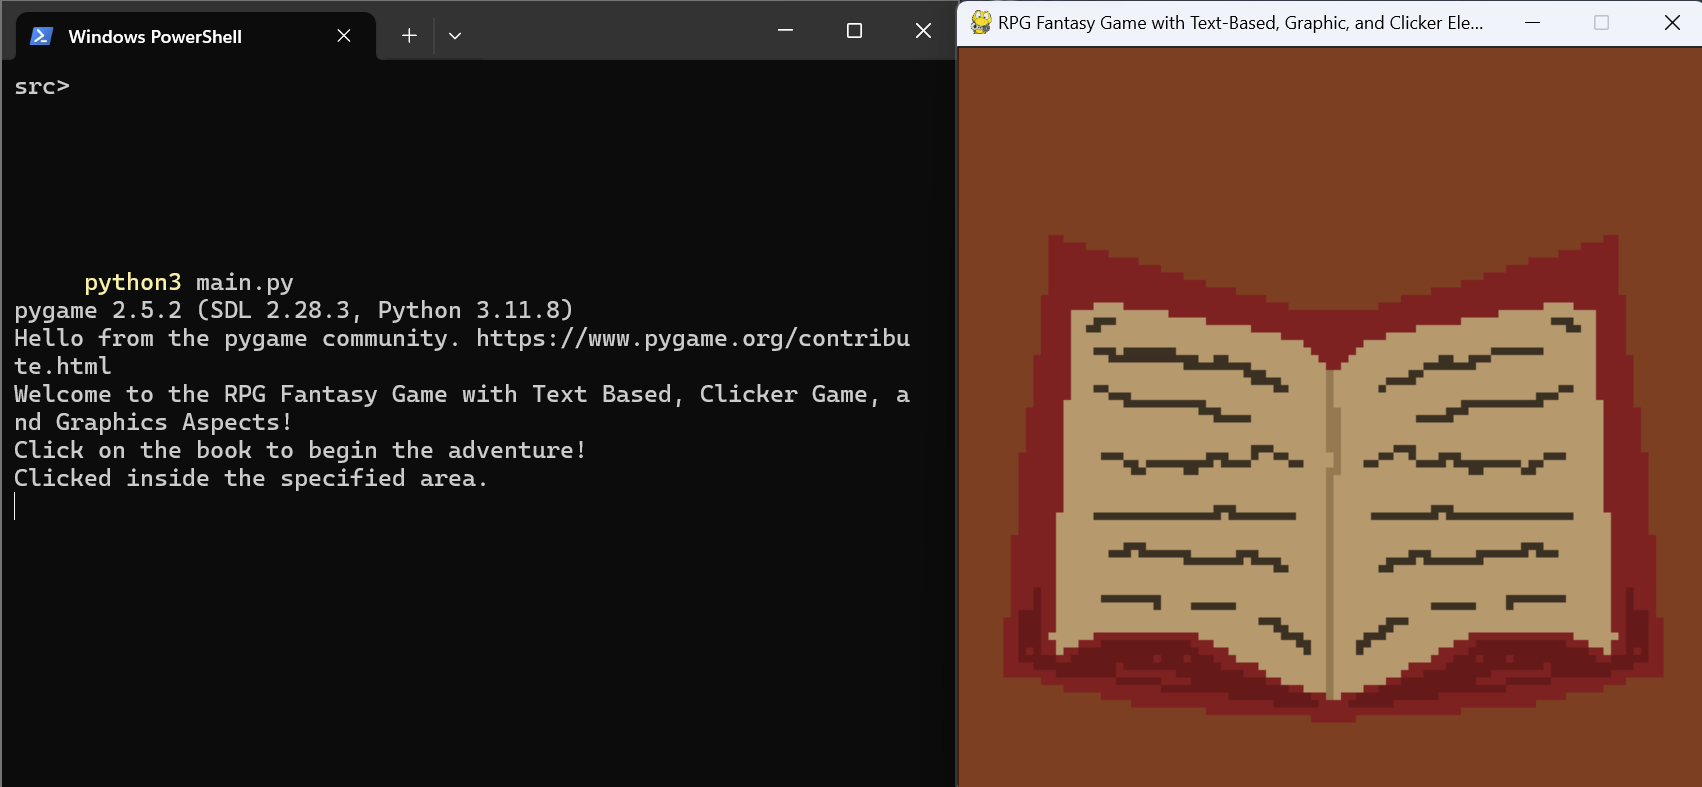 Windows PowerShell
src>
python3 main.py
pygame 2.5.2 (SDL 2.28.3, Python 3.11.8)
Hello from the pygame community. https://www.pygame.org/contribu
te.html
Welcome to the RPG Fantasy Game with Text Based, Clicker Game, a
nd Graphics Aspects!
Click on the book to begin the adventure!
Clicked inside the specified area.
RPG Fantasy Game with Text-Based, Graphic, and Clicker Ele...